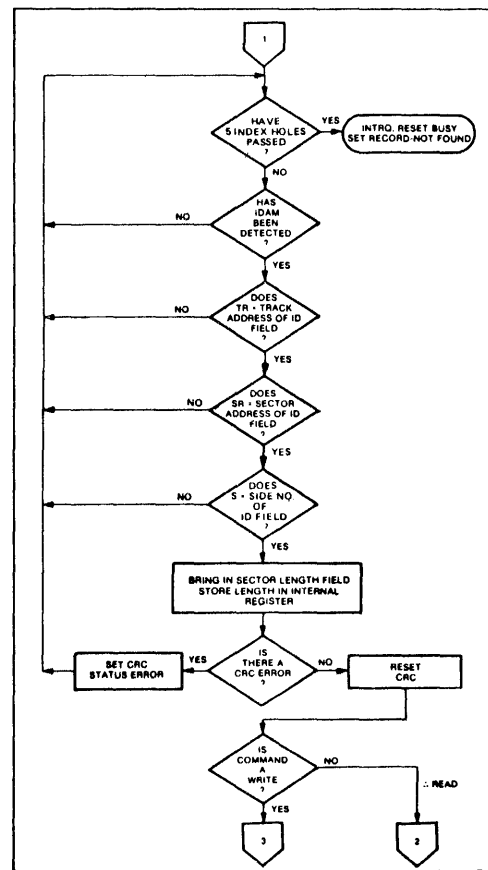 1
HAVE
5 INDEX HOLES
PASSED
?
YES
INTRQ. RESET BUSY
SET RECORD-NOT FOUND
NO
HAS
IDAM
BEEN
DETECTED
?
NO
YES
DOES
TR = TRACK
ADDRESS OF ID
FIELD
?
NO
YES
DOES
SR = SECTOR
ADDRESS OF ID
FIELD
?
NO
YES
DOES
S = SIDE NO.
OF
ID FIELD
?
NO
YES
BRING IN SECTOR LENGTH FIELD
STORE LENGTH IN INTERNAL
REGISTER
IS
THERE A
CRC ERROR
?
YES
SET CRC
STATUS ERROR
NO
RESET
CRC
IS
COMMAND
A
WRITE
?
NO
∴ READ
YES
3
2